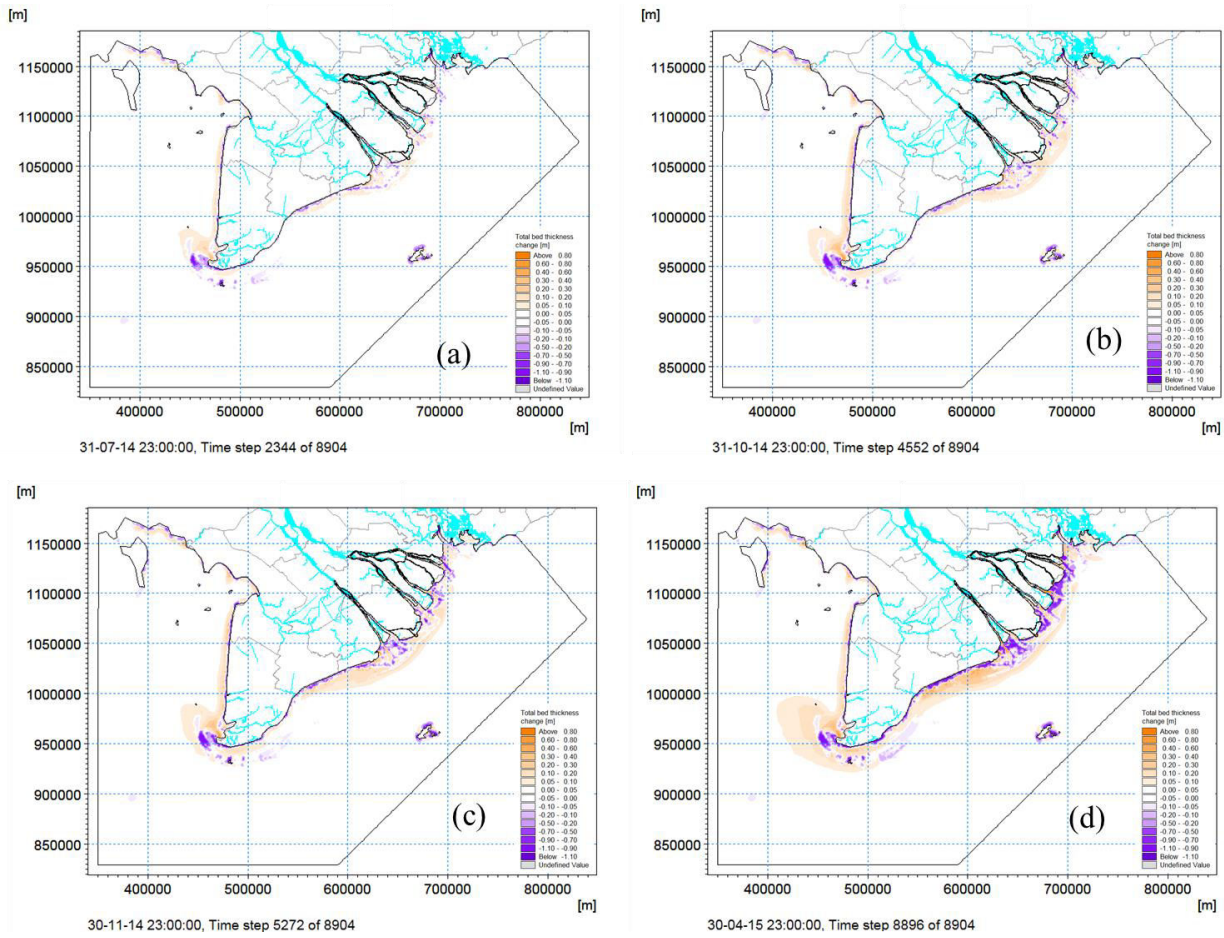 [m]
1150000
1100000
1050000
1000000
950000
900000
850000
400000 500000 600000 700000 800000
[m]
Total bed thickness
change [m]
Above 0.80
0.60 - 0.80
0.40 - 0.60
0.30 - 0.40
0.20 - 0.30
0.10 - 0.20
0.05 - 0.10
0.00 - 0.05
-0.05 - 0.00
-0.10 - -0.05
-0.20 - -0.10
-0.50 - -0.20
-0.70 - -0.50
-0.90 - -0.70
-1.10 - -0.90
Below -1.10
Undefined Value
(a)
31-07-14 23:00:00, Time step 2344 of 8904
[m]
1150000
1100000
1050000
1000000
950000
900000
850000
400000 500000 600000 700000 800000
[m]
Total bed thickness
change [m]
Above 0.80
0.60 - 0.80
0.40 - 0.60
0.30 - 0.40
0.20 - 0.30
0.10 - 0.20
0.05 - 0.10
0.00 - 0.05
-0.05 - 0.00
-0.10 - -0.05
-0.20 - -0.10
-0.50 - -0.20
-0.70 - -0.50
-0.90 - -0.70
-1.10 - -0.90
Below -1.10
Undefined Value
(b)
31-10-14 23:00:00, Time step 4552 of 8904
[m]
1150000
1100000
1050000
1000000
950000
900000
850000
400000 500000 600000 700000 800000
[m]
Total bed thickness
change [m]
Above 0.80
0.60 - 0.80
0.40 - 0.60
0.30 - 0.40
0.20 - 0.30
0.10 - 0.20
0.05 - 0.10
0.00 - 0.05
-0.05 - 0.00
-0.10 - -0.05
-0.20 - -0.10
-0.50 - -0.20
-0.70 - -0.50
-0.90 - -0.70
-1.10 - -0.90
Below -1.10
Undefined Value
(c)
30-11-14 23:00:00, Time step 5272 of 8904
[m]
1150000
1100000
1050000
1000000
950000
900000
850000
400000 500000 600000 700000 800000
[m]
Total bed thickness
change [m]
Above 0.80
0.60 - 0.80
0.40 - 0.60
0.30 - 0.40
0.20 - 0.30
0.10 - 0.20
0.05 - 0.10
0.00 - 0.05
-0.05 - 0.00
-0.10 - -0.05
-0.20 - -0.10
-0.50 - -0.20
-0.70 - -0.50
-0.90 - -0.70
-1.10 - -0.90
Below -1.10
Undefined Value
(d)
30-04-15 23:00:00, Time step 8896 of 8904